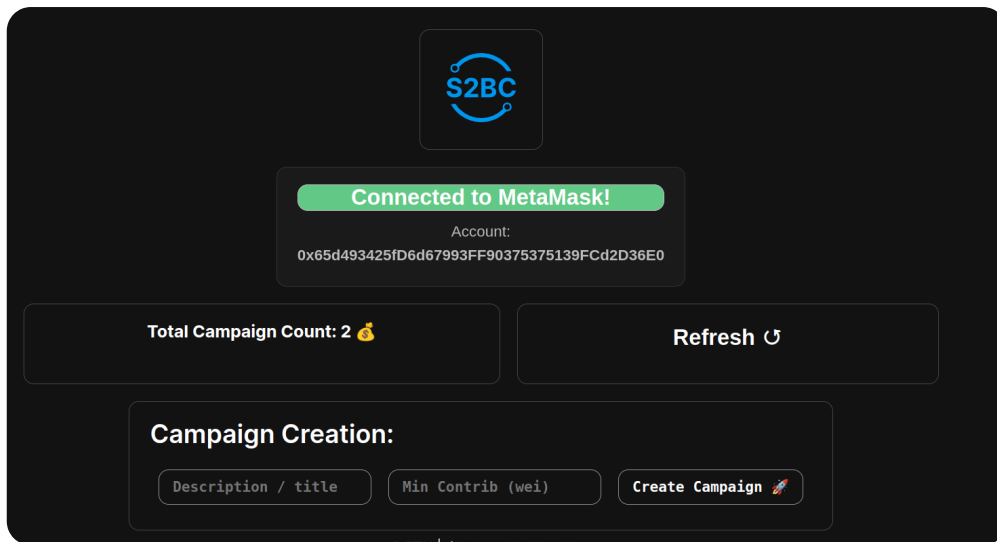 S2BC
Connected to MetaMask!
Account:
0x65d493425fD6d67993FF90375375139FCd2D36E0
Total Campaign Count: 2 💰
Refresh ↺
Campaign Creation:
Description / title
Min Contrib (wei)
Create Campaign 🚀